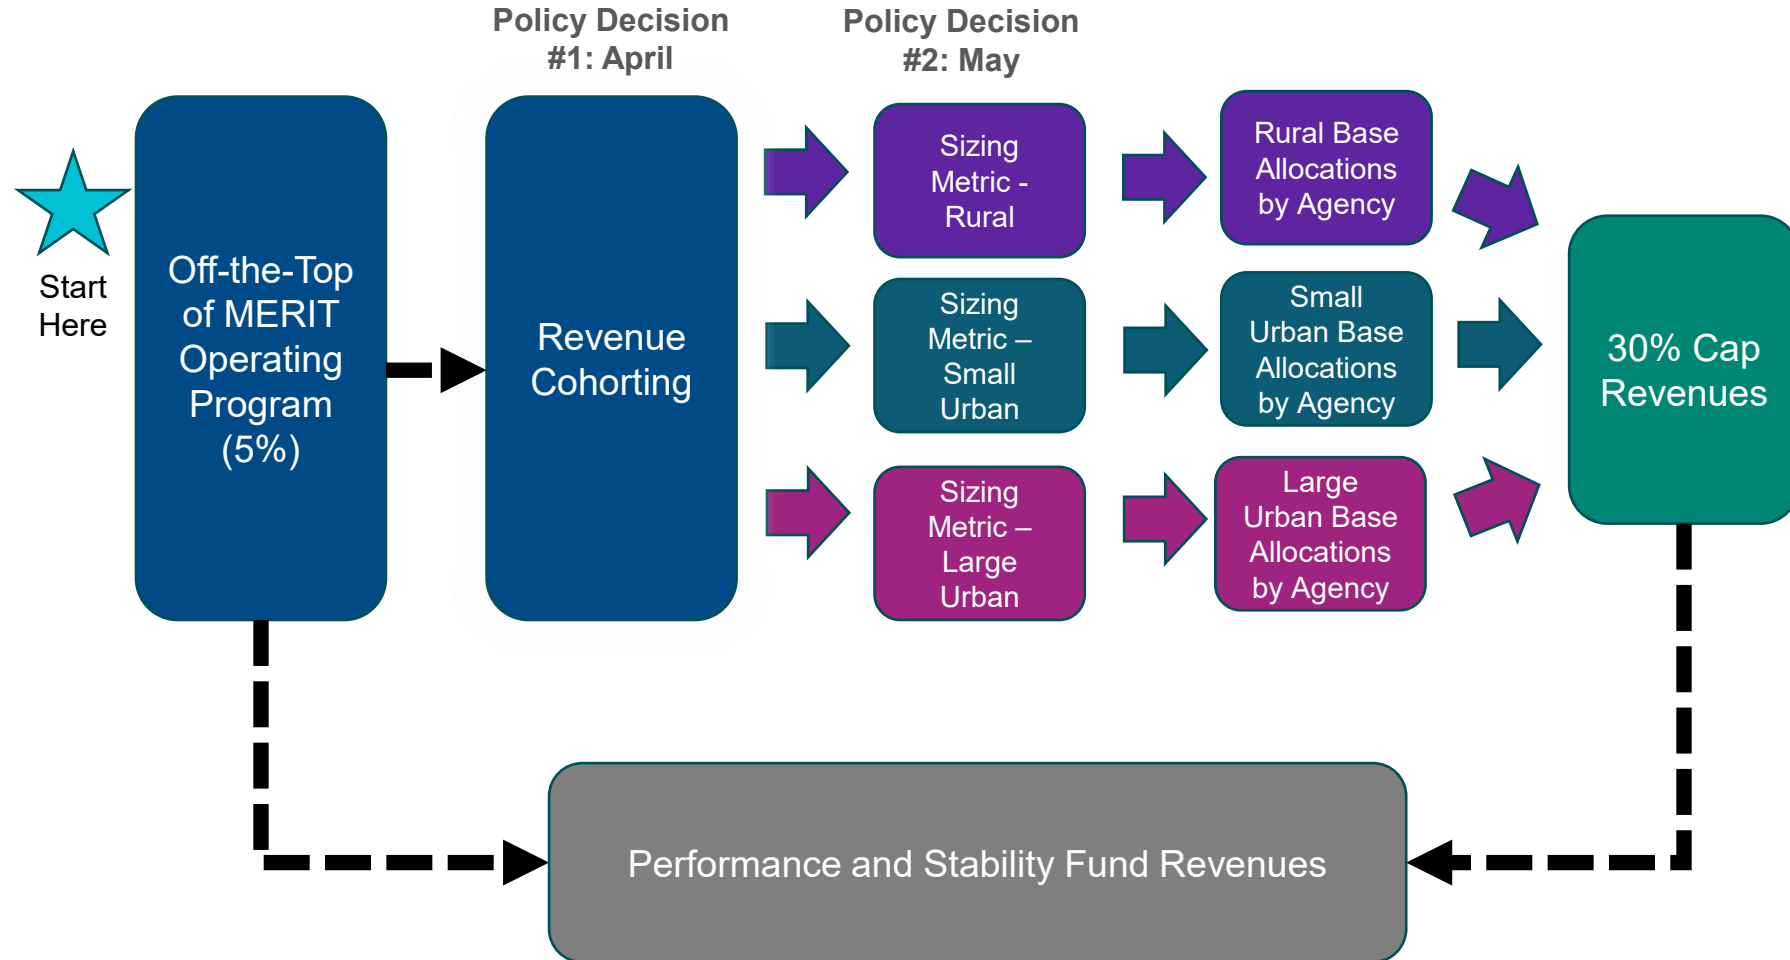 Policy Decision
#1: April
Policy Decision
#2: May
Start
Here
Off-the-Top
of MERIT
Operating
Program
(5%)
Revenue
Cohorting
Sizing
Metric -
Rural
Rural Base
Allocations
by Agency
Sizing
Metric –
Small
Urban
Small
Urban Base
Allocations
by Agency
Sizing
Metric –
Large
Urban
Large
Urban Base
Allocations
by Agency
30% Cap
Revenues
Performance and Stability Fund Revenues